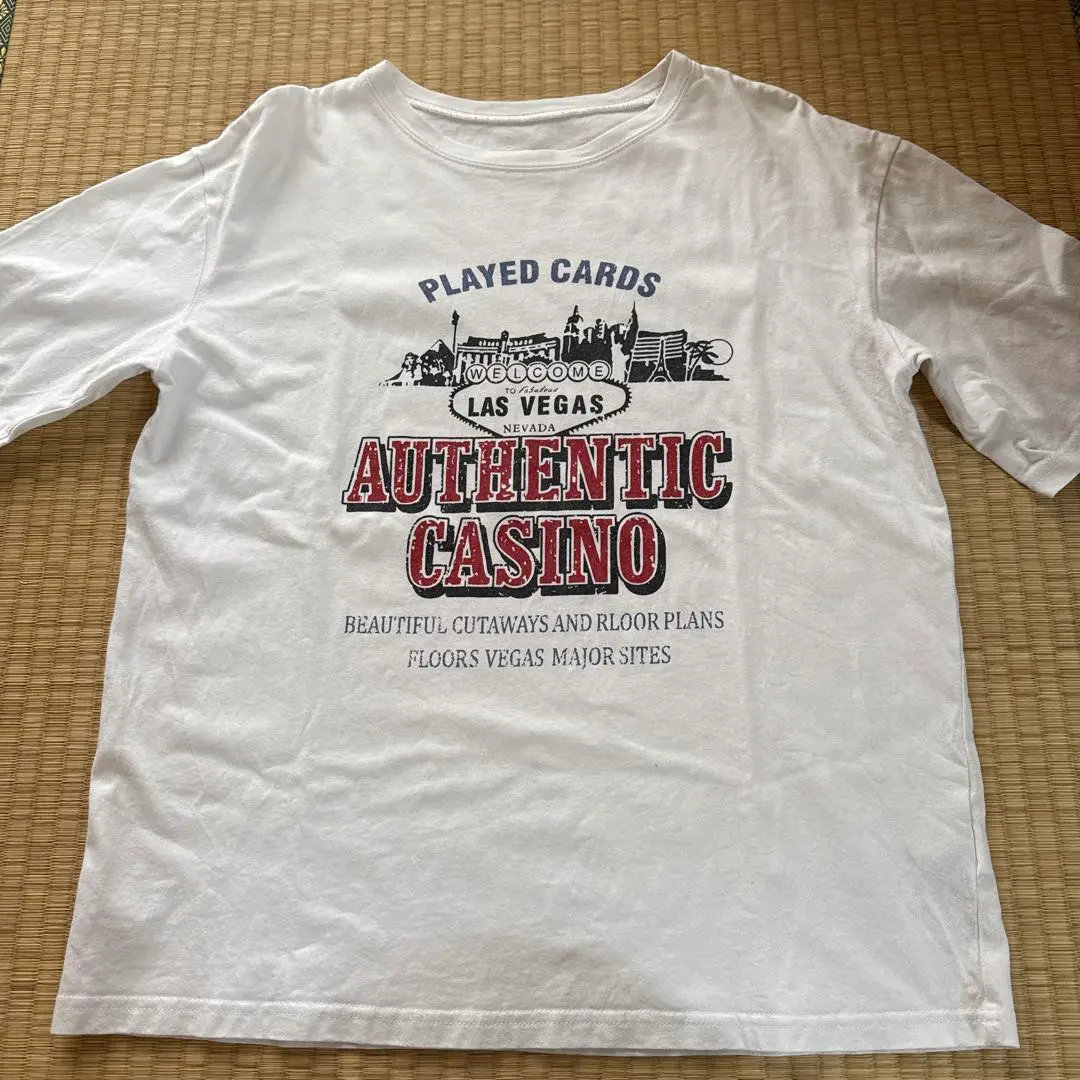 PLAYED CARDS
WELCOME
TO Fabulous
LAS VEGAS
NEVADA
AUTHENTIC
CASINO
BEAUTIFUL CUTAWAYS AND RLOOR PLANS
FLOORS VEGAS MAJOR SITES